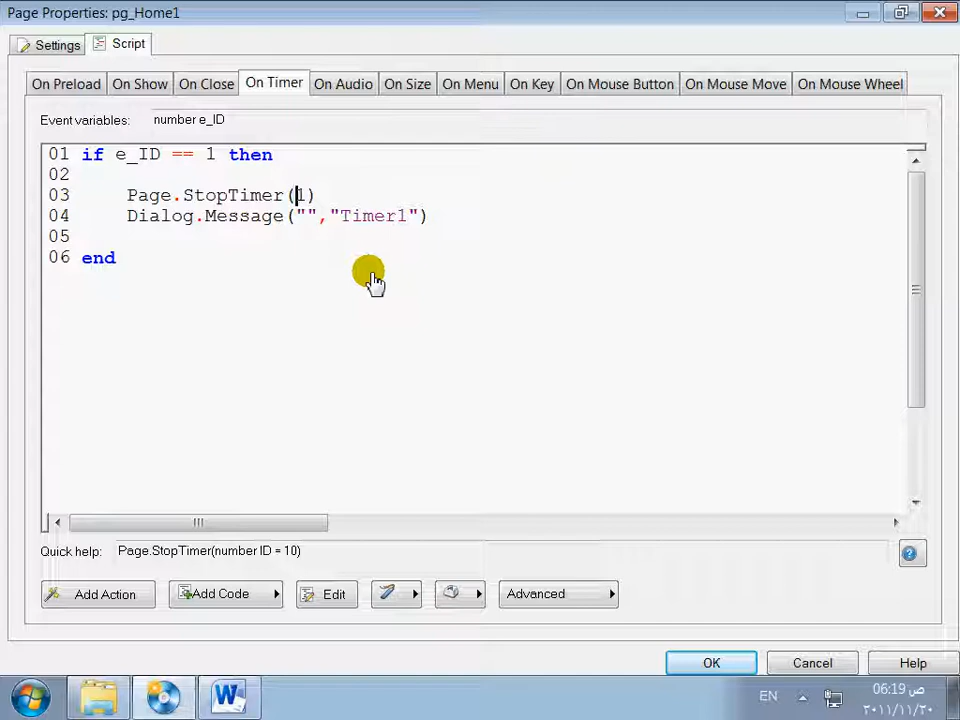 Page Properties: pg_Home1
Settings
Script
On Preload
On Show
On Close
On Timer
On Audio
On Size
On Menu
On Key
On Mouse Button
On Mouse Move
On Mouse Wheel
Event variables:
number e_ID
01 if e_ID == 1 then
02
03 Page.StopTimer(1)
04 Dialog.Message("","Timer1")
05
06 end
Quick help:
Page.StopTimer(number ID = 10)
Add Action
Add Code
Edit
Advanced
OK
Cancel
Help
W
EN
06:19 ص
٢٠١١/١١/٢٠